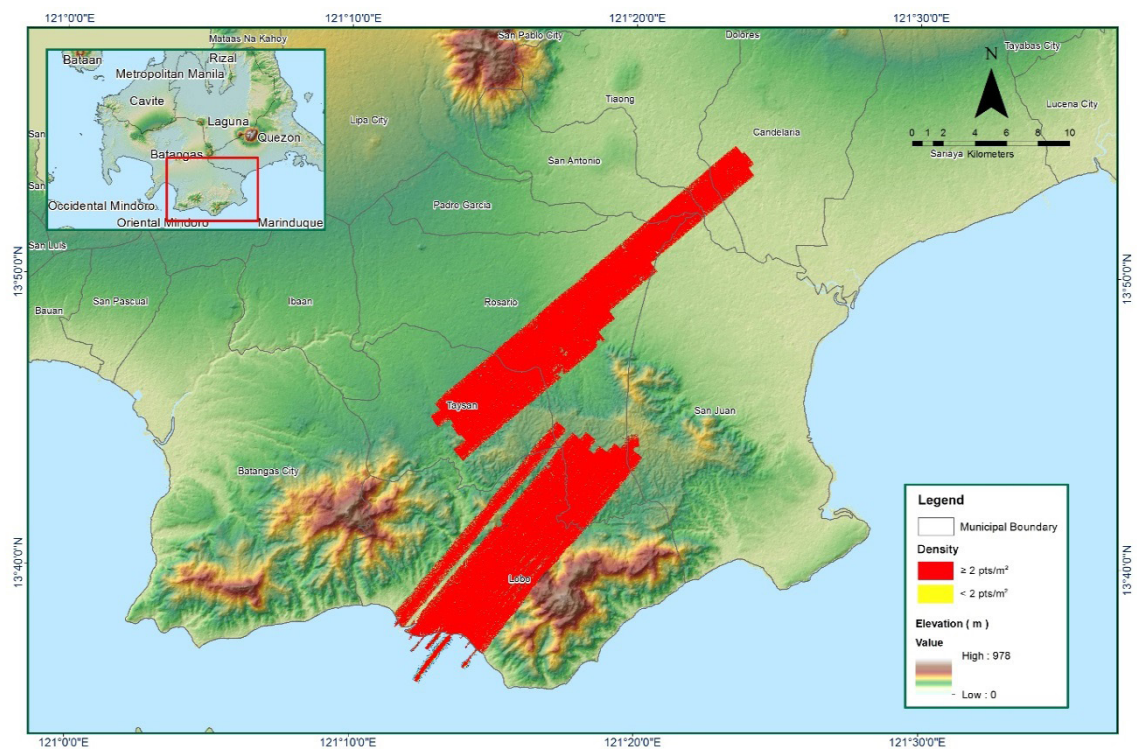 121°0'0"E
121°10'0"E
121°20'0"E
121°30'0"E
Mataas Na Kahoy
San Pablo City
Dolores
Tayabas City
Bataan
Rizal
Metropolitan Manila
Cavite
Laguna
Quezon
Batangas
Occidental Mindoro
Oriental Mindoro
Marinduque
N
Tiaong
Lucena City
Lipa City
Candelaria
0 1 2 4 6 8 10
Kilometers
Sariaya
San
San Antonio
San
Padre Garcia
San Luis
13°50'0"N
13°50'0"N
San Pascual
Ibaan
Rosario
Bauan
Taysan
San Juan
Batangas City
Lobo
13°40'0"N
13°40'0"N
Legend
Municipal Boundary
Density
≥ 2 pts/m²
< 2 pts/m²
Elevation ( m )
Value
High : 978
Low : 0
121°0'0"E
121°10'0"E
121°20'0"E
121°30'0"E